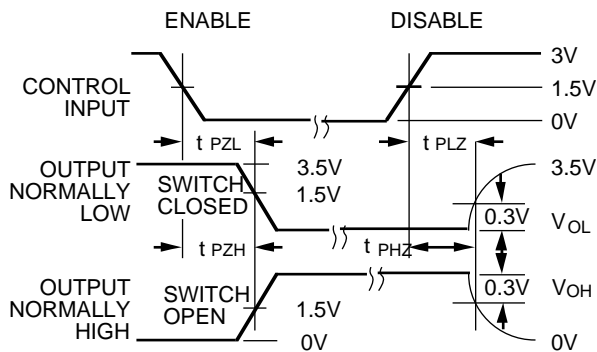 ENABLE
DISABLE
CONTROL
INPUT
3V
1.5V
0V
t PZL
t PLZ
OUTPUT
NORMALLY
LOW
SWITCH
CLOSED
3.5V
1.5V
3.5V
0.3V
VOL
t PZH
t PHZ
OUTPUT
NORMALLY
HIGH
SWITCH
OPEN
1.5V
0V
0.3V
VOH
0V